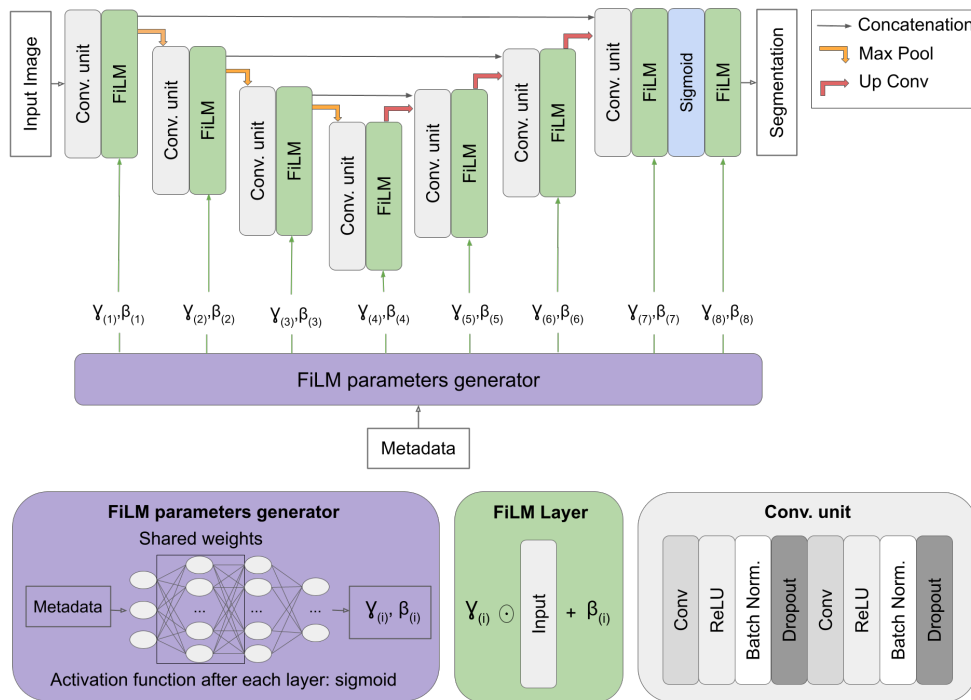 Input Image
Conv. unit
FiLM
Conv. unit
FiLM
Conv. unit
FiLM
Conv. unit
FiLM
Conv. unit
FiLM
Conv. unit
FiLM
Conv. unit
FiLM
Sigmoid
FiLM
Segmentation
Concatenation
Max Pool
Up Conv
γ(1),β(1)
γ(2),β(2)
γ(3),β(3)
γ(4),β(4)
γ(5),β(5)
γ(6),β(6)
γ(7),β(7)
γ(8),β(8)
FiLM parameters generator
Metadata
FiLM parameters generator
Shared weights
Metadata
... ... ...
γ(i), β(i)
Activation function after each layer: sigmoid
FiLM Layer
γ(i) ⊙ Input + β(i)
Conv. unit
Conv
ReLU
Batch Norm.
Dropout
Conv
ReLU
Batch Norm.
Dropout